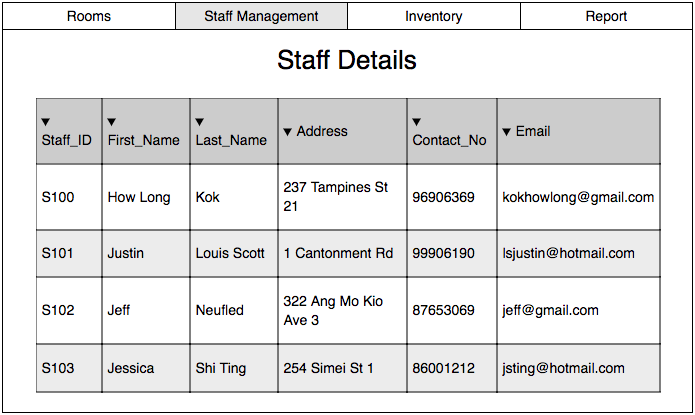 Rooms Staff Management Inventory Report
Staff Details
▼ Staff_ID ▼ First_Name ▼ Last_Name ▼ Address ▼ Contact_No ▼ Email
S100 How Long Kok 237 Tampines St 21 96906369 kokhowlong@gmail.com
S101 Justin Louis Scott 1 Cantonment Rd 99906190 lsjustin@hotmail.com
S102 Jeff Neufled 322 Ang Mo Kio Ave 3 87653069 jeff@gmail.com
S103 Jessica Shi Ting 254 Simei St 1 86001212 jsting@hotmail.com